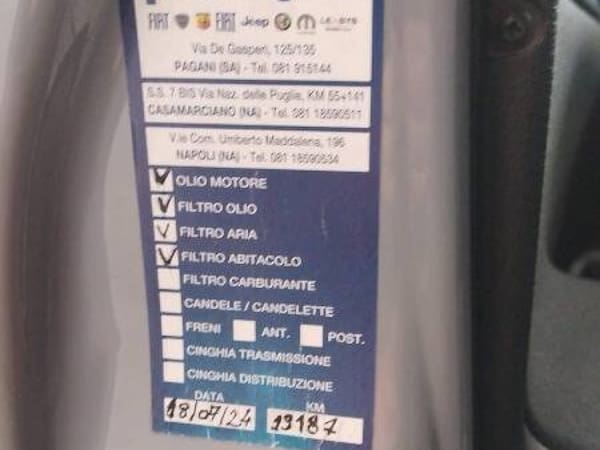 FIAT FIAT Jeep
Via De Gasperi, 125/135
PAGANI (SA) - Tel. 081 915144
S.S. 7 BIS Via Naz. delle Puglie, KM 55+141
CASAMARCIANO (NA) - Tel. 081 18590511
V.le Com. Umberto Maddalena, 196
NAPOLI (NA) - Tel. 081 18590534
OLIO MOTORE
FILTRO OLIO
FILTRO ARIA
FILTRO ABITACOLO
FILTRO CARBURANTE
CANDELE / CANDELETTE
FRENI ANT. POST.
CINGHIA TRASMISSIONE
CINGHIA DISTRIBUZIONE
DATA KM
18/07/24 19187